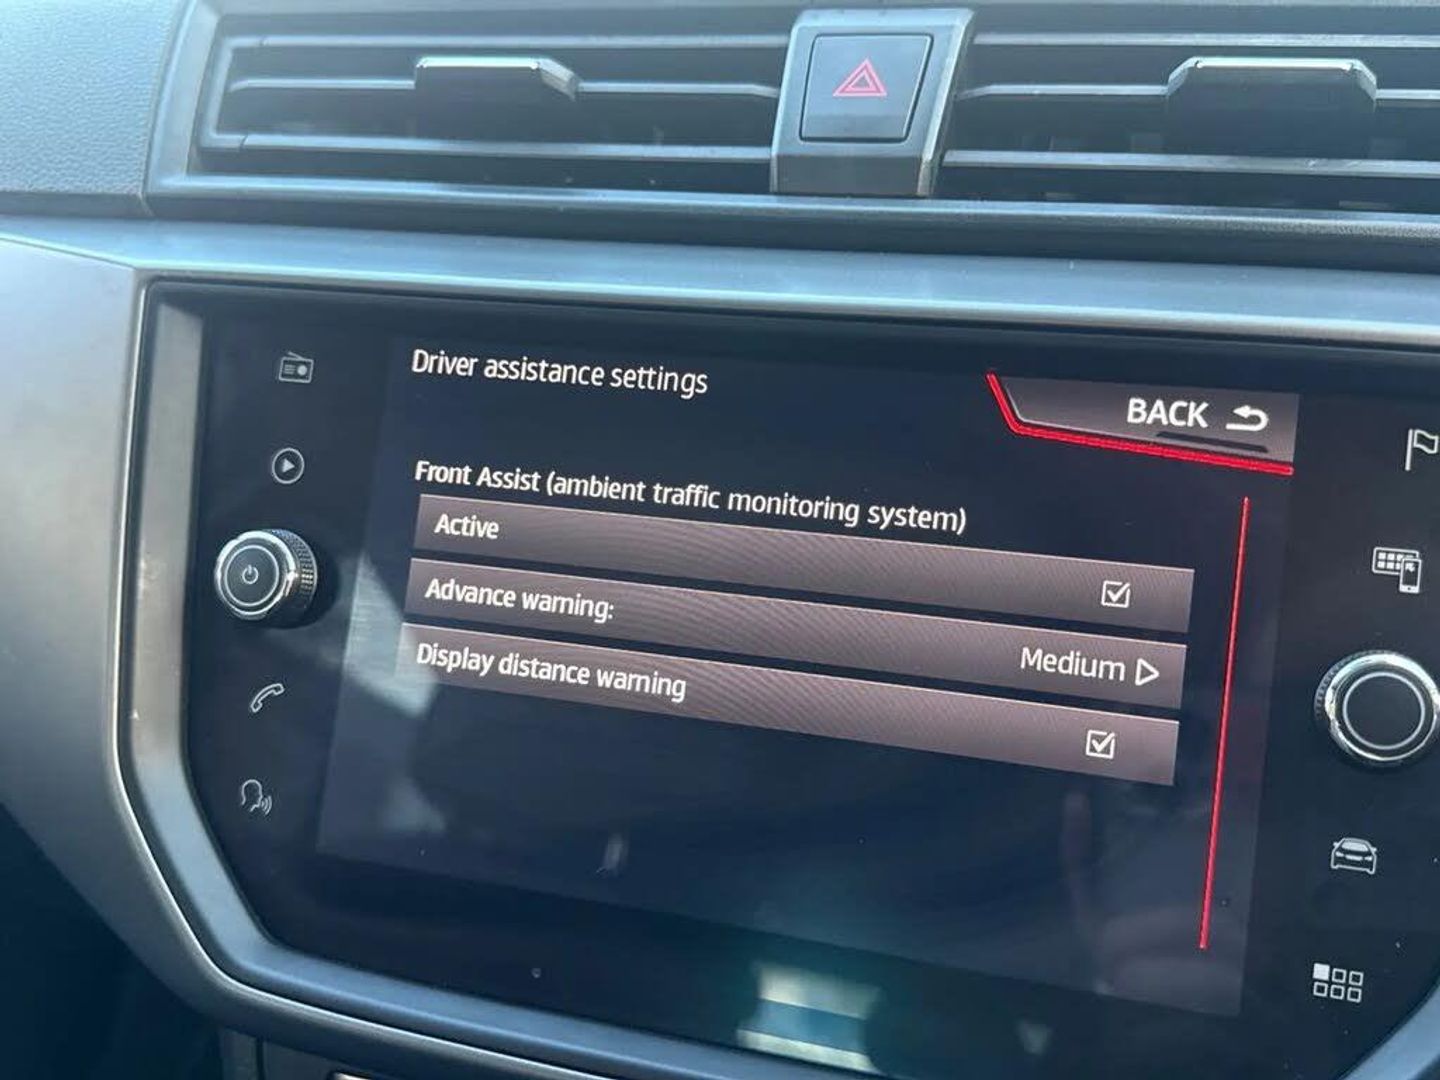 Driver assistance settings
BACK
Front Assist (ambient traffic monitoring system)
Active
Advance warning:
Medium
Display distance warning